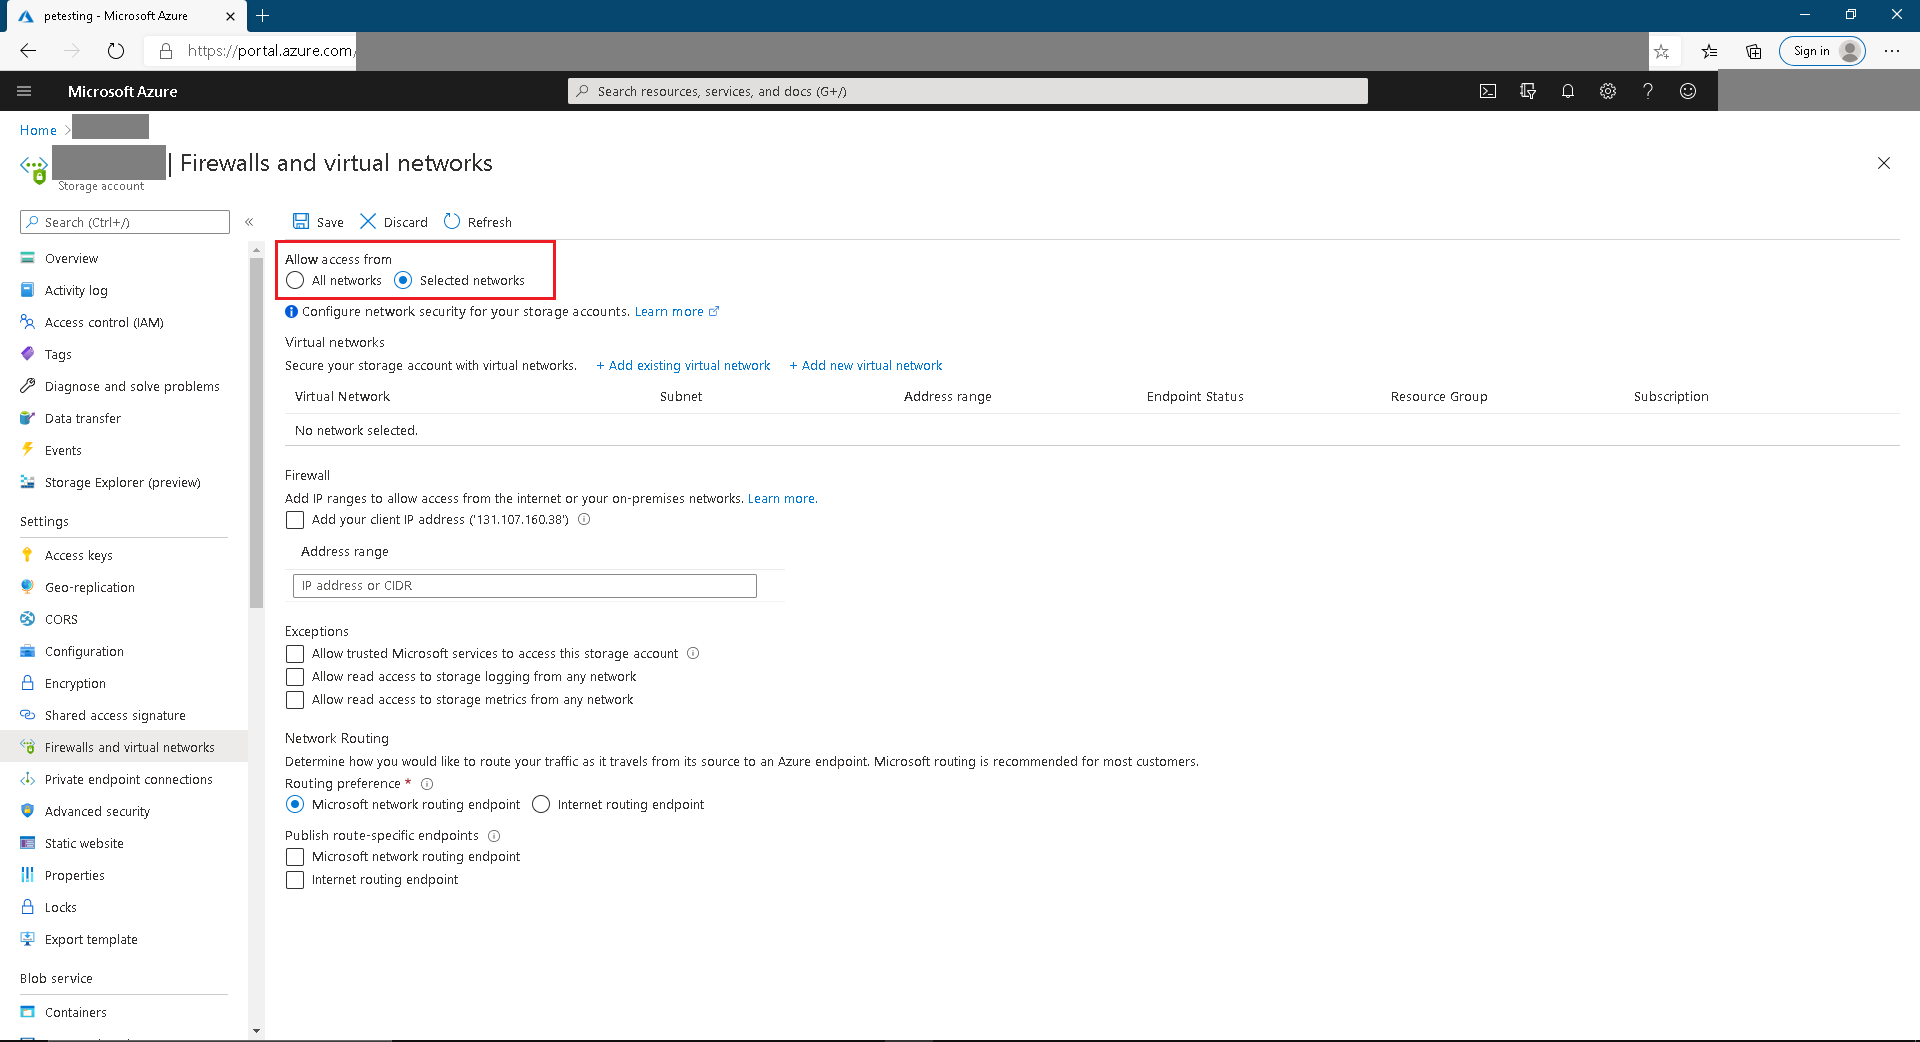 petesting - Microsoft Azure
https://portal.azure.com/
Sign in
Microsoft Azure
Search resources, services, and docs (G+/)
Home
| Firewalls and virtual networks
Storage account
Search (Ctrl+/)
Overview
Activity log
Access control (IAM)
Tags
Diagnose and solve problems
Data transfer
Events
Storage Explorer (preview)
Settings
Access keys
Geo-replication
CORS
Configuration
Encryption
Shared access signature
Firewalls and virtual networks
Private endpoint connections
Advanced security
Static website
Properties
Locks
Export template
Blob service
Containers
Save Discard Refresh
Allow access from
All networks Selected networks
Configure network security for your storage accounts. Learn more
Virtual networks
Secure your storage account with virtual networks. + Add existing virtual network + Add new virtual network
Virtual Network Subnet Address range Endpoint Status Resource Group Subscription
No network selected.
Firewall
Add IP ranges to allow access from the internet or your on-premises networks. Learn more.
Add your client IP address ('131.107.160.38')
Address range
IP address or CIDR
Exceptions
Allow trusted Microsoft services to access this storage account
Allow read access to storage logging from any network
Allow read access to storage metrics from any network
Network Routing
Determine how you would like to route your traffic as it travels from its source to an Azure endpoint. Microsoft routing is recommended for most customers.
Routing preference *
Microsoft network routing endpoint Internet routing endpoint
Publish route-specific endpoints
Microsoft network routing endpoint
Internet routing endpoint